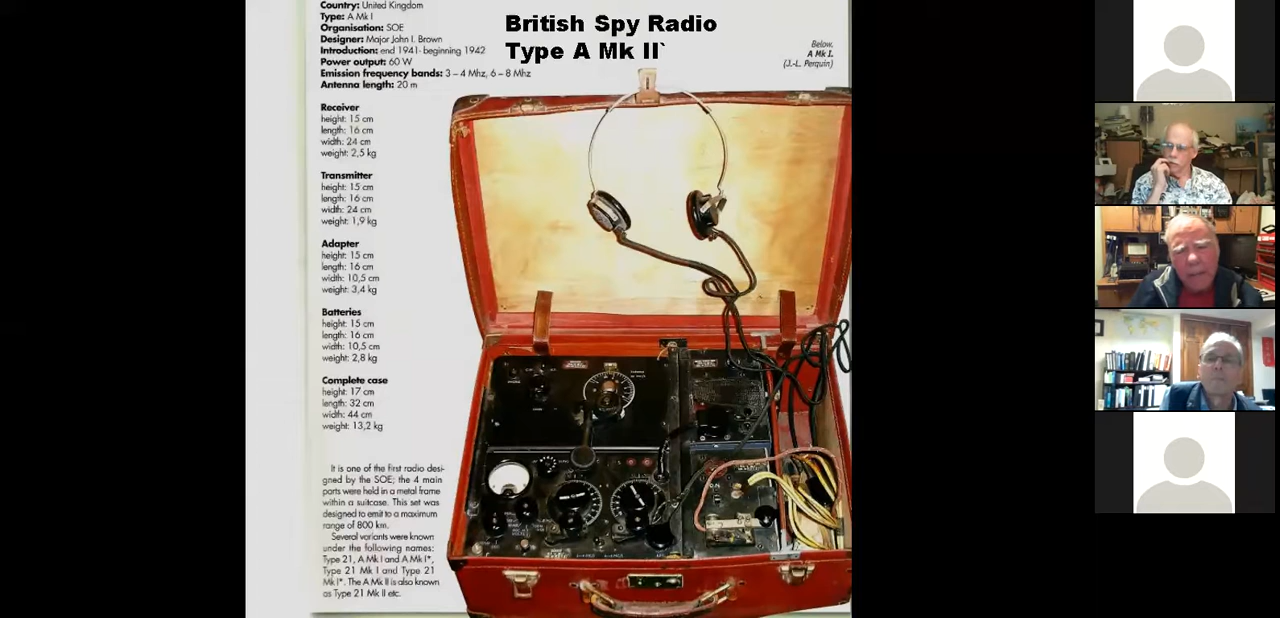 Country: United Kingdom
Type: A Mk I
Organisation: SOE
Designer: Major John I. Brown
Introduction: end 1941- beginning 1942
Power output: 60 W
Emission frequency bands: 3 – 4 Mhz, 6 – 8 Mhz
Antenna length: 20 m
British Spy Radio
Type A Mk II`
Below.
A Mk I.
(J.-L. Perquin)
Receiver
height: 15 cm
length: 16 cm
width: 24 cm
weight: 2,5 kg
Transmitter
height: 15 cm
length: 16 cm
width: 24 cm
weight: 1,9 kg
Adapter
height: 15 cm
length: 16 cm
width: 10,5 cm
weight: 3,4 kg
Batteries
height: 15 cm
length: 16 cm
width: 10,5 cm
weight: 2,8 kg
Complete case
height: 17 cm
length: 32 cm
width: 44 cm
weight: 13,2 kg
It is one of the first radio desi-
gned by the SOE; the 4 main
parts were held in a metal frame
within a suitcase. This set was
designed to emit to a maximum
range of 800 km.
Several variants were known
under the following names:
Type 21, A Mk I and A Mk I*,
Type 21 Mk I and Type 21
Mk I*. The A Mk II is also known
as Type 21 Mk II etc.